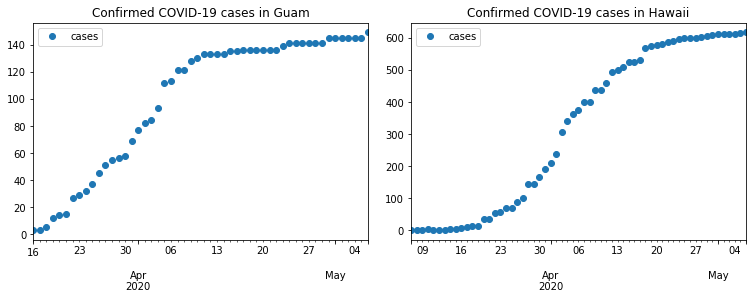 Confirmed COVID-19 cases in Guam
cases
140
120
100
80
60
40
20
0
16 23 30 06 13 20 27 04
Apr May
2020
Confirmed COVID-19 cases in Hawaii
cases
600
500
400
300
200
100
0
09 16 23 30 06 13 20 27 04
Apr May
2020